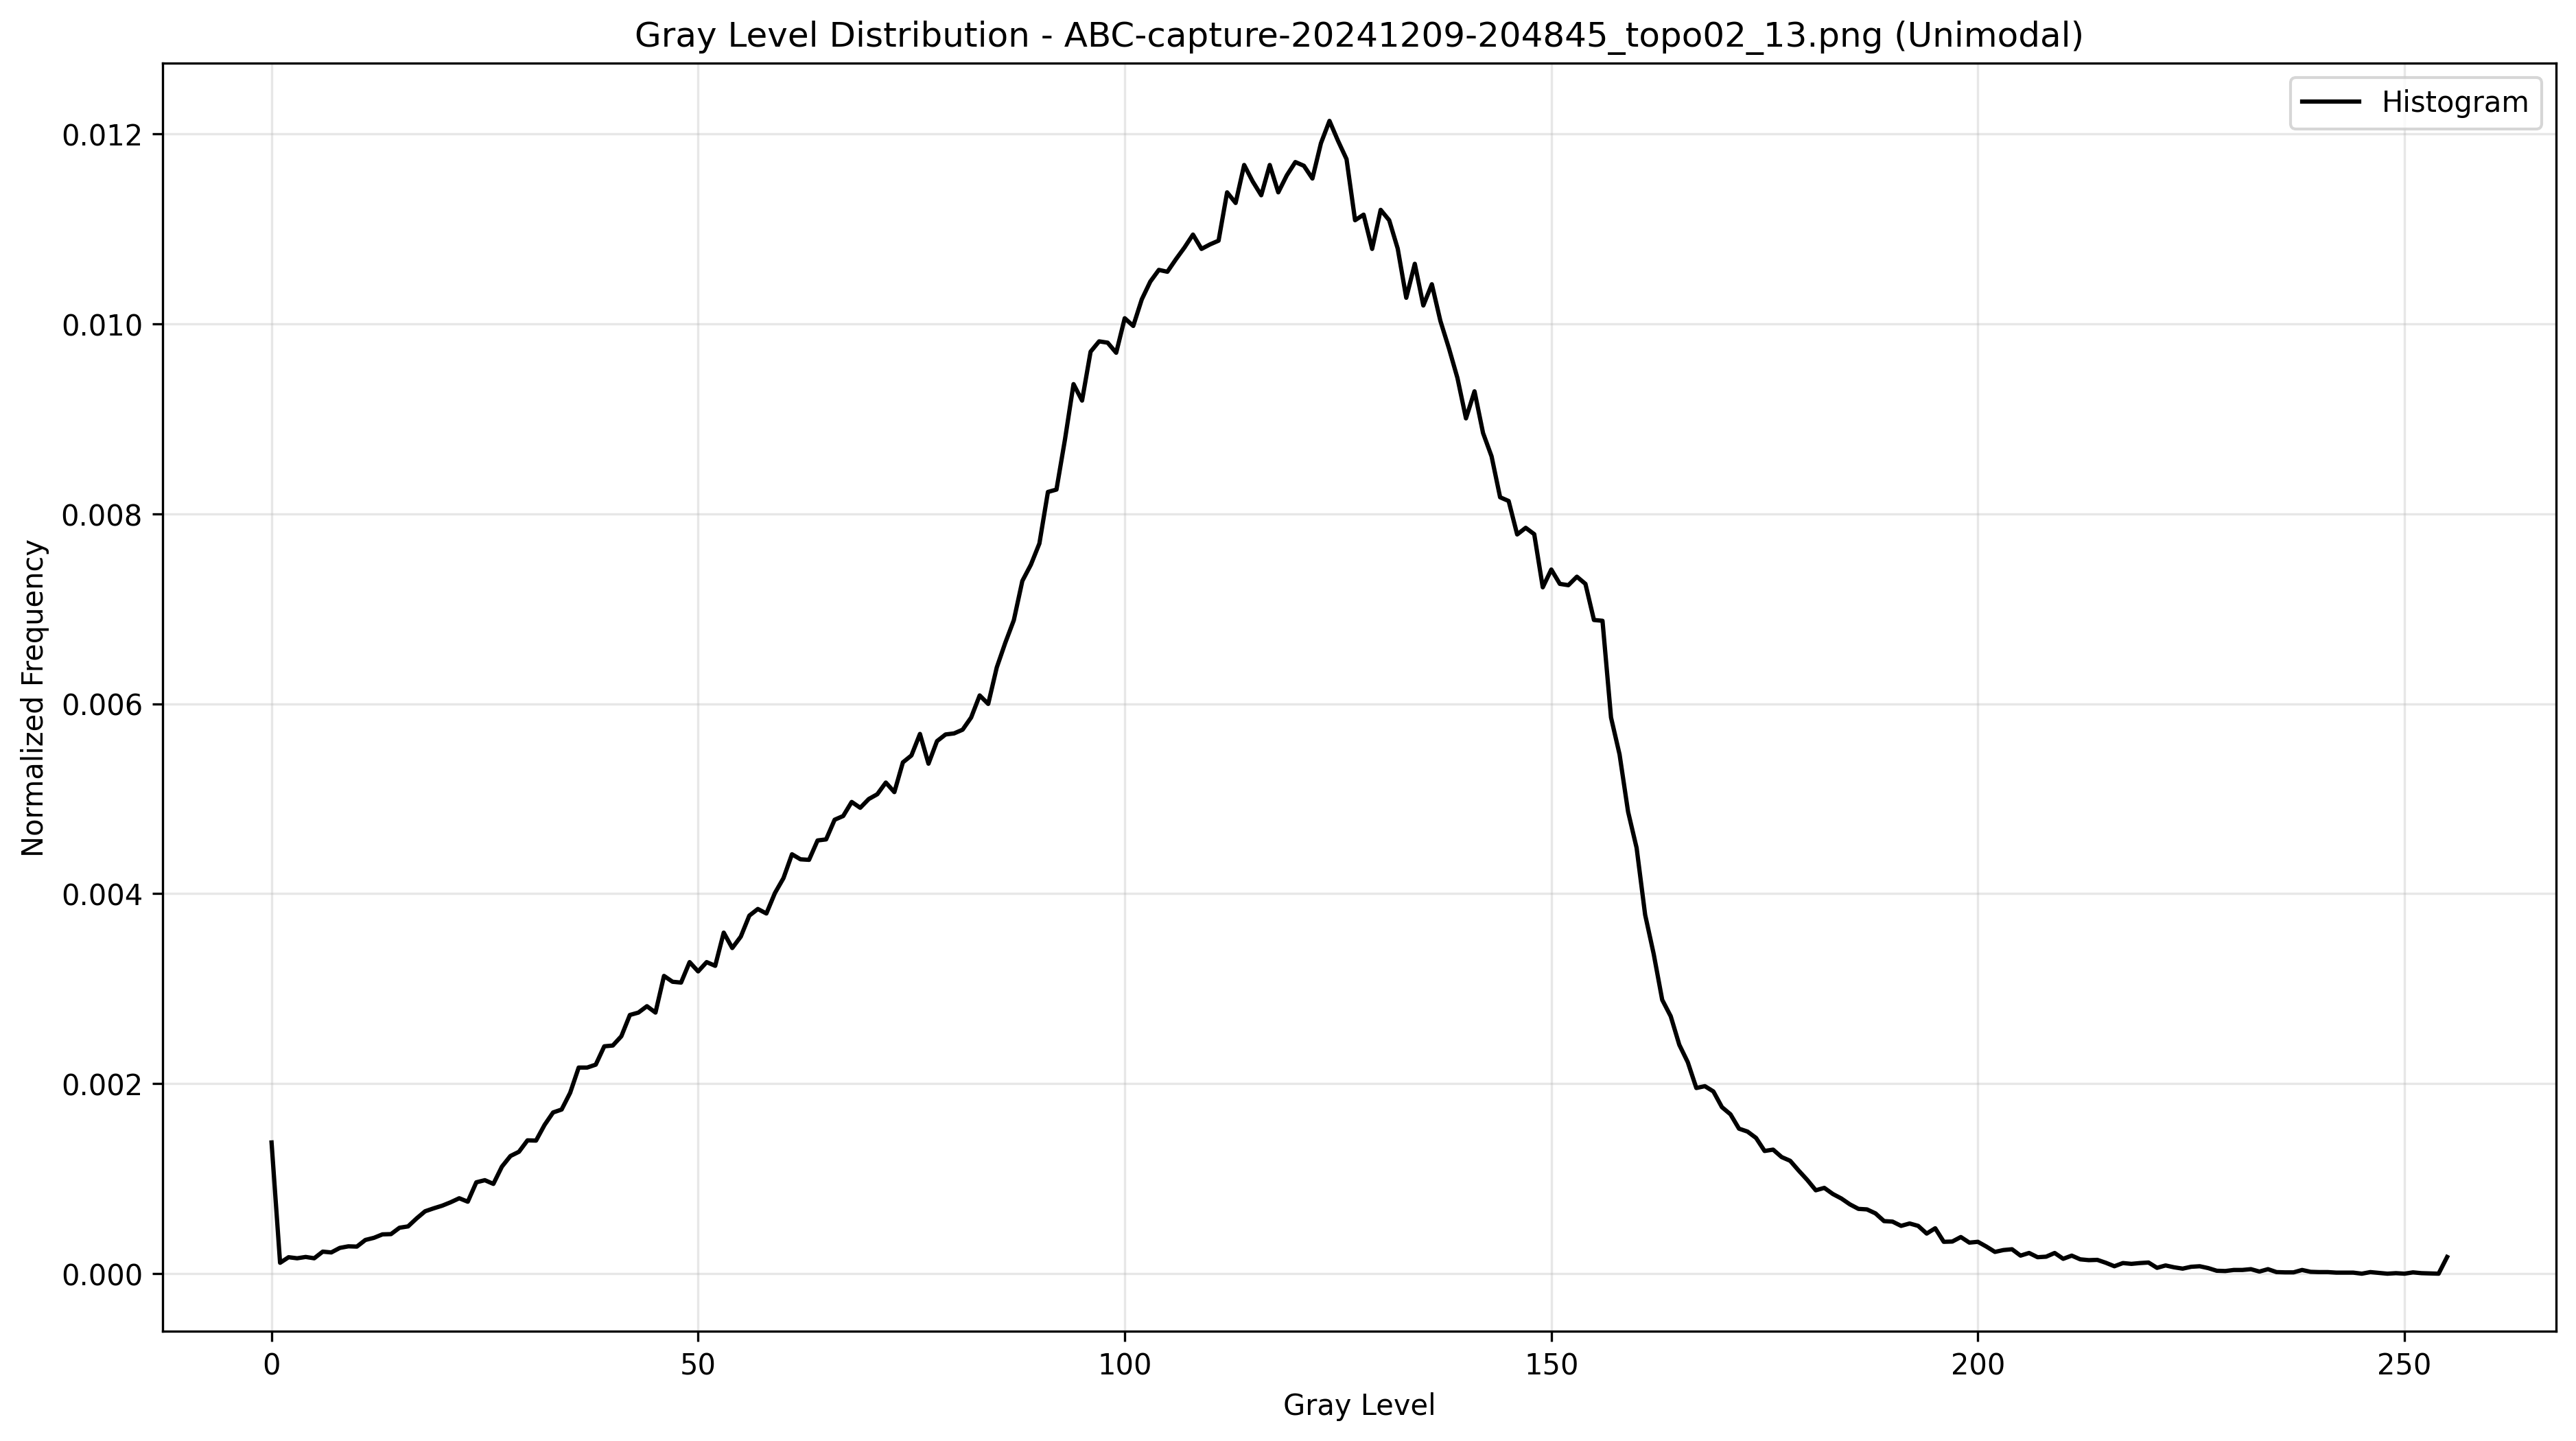 Gray Level Distribution - ABC-capture-20241209-204845_topo02_13.png (Unimodal)
Histogram
0.012
0.010
0.008
0.006
0.004
0.002
0.000
Normalized Frequency
0 50 100 150 200 250
Gray Level